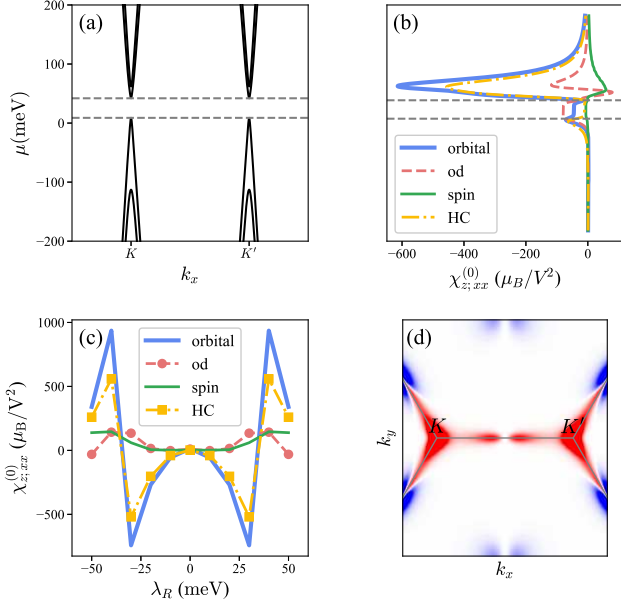 (a)
200
100
0
−100
−200
μ(meV)
K
K′
k_x
(b)
orbital
od
spin
HC
−600
−400
−200
0
χ^{(0)}_{z;xx} (μ_B/V²)
(c)
orbital
od
spin
HC
1000
500
0
−500
χ^{(0)}_{z;xx} (μ_B/V²)
−50
−25
0
25
50
λ_R (meV)
(d)
K
K′
k_y
k_x